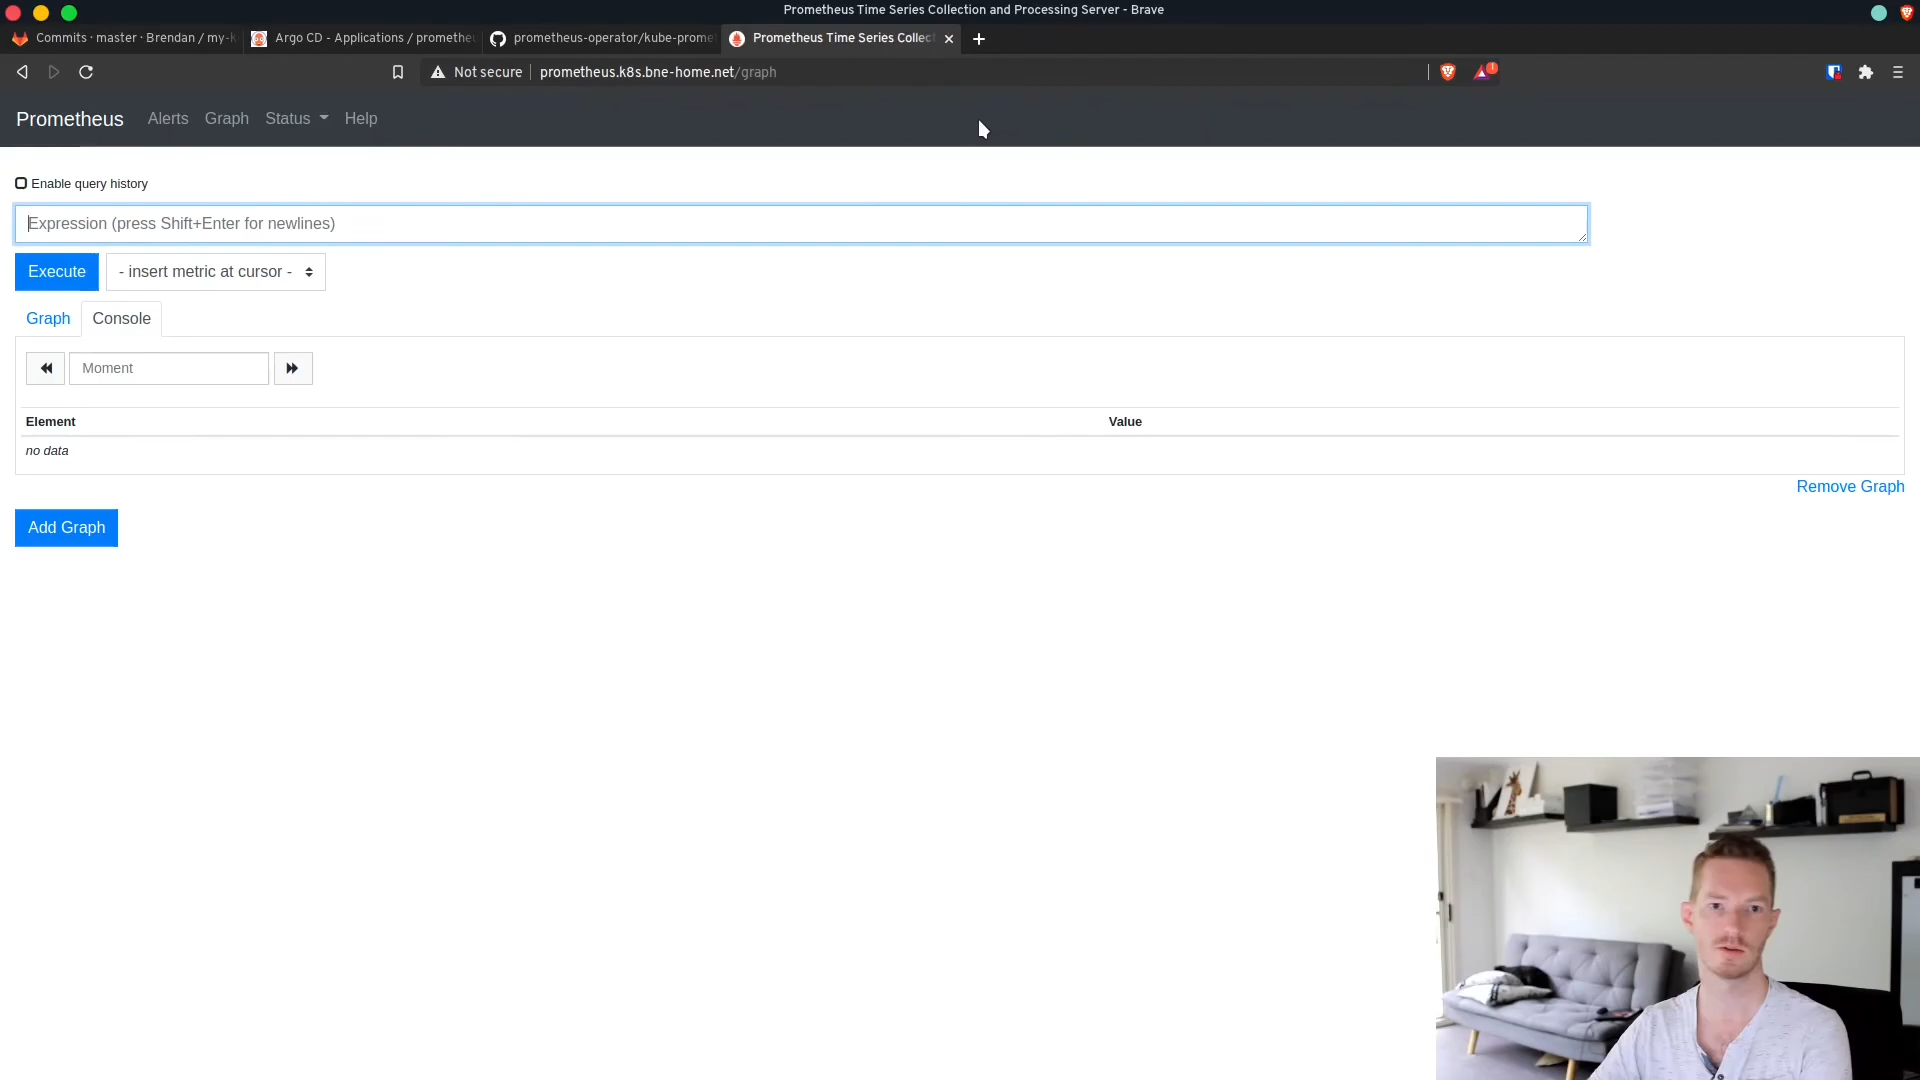 Prometheus Time Series Collection and Processing Server - Brave
Commits · master · Brendan / my-k
Argo CD - Applications / promethe
prometheus-operator/kube-prome
Prometheus Time Series Collec
Not secure
prometheus.k8s.bne-home.net/graph
Prometheus
Alerts
Graph
Status
Help
Enable query history
Expression (press Shift+Enter for newlines)
Execute
- insert metric at cursor -
Graph
Console
Moment
Element
Value
no data
Remove Graph
Add Graph